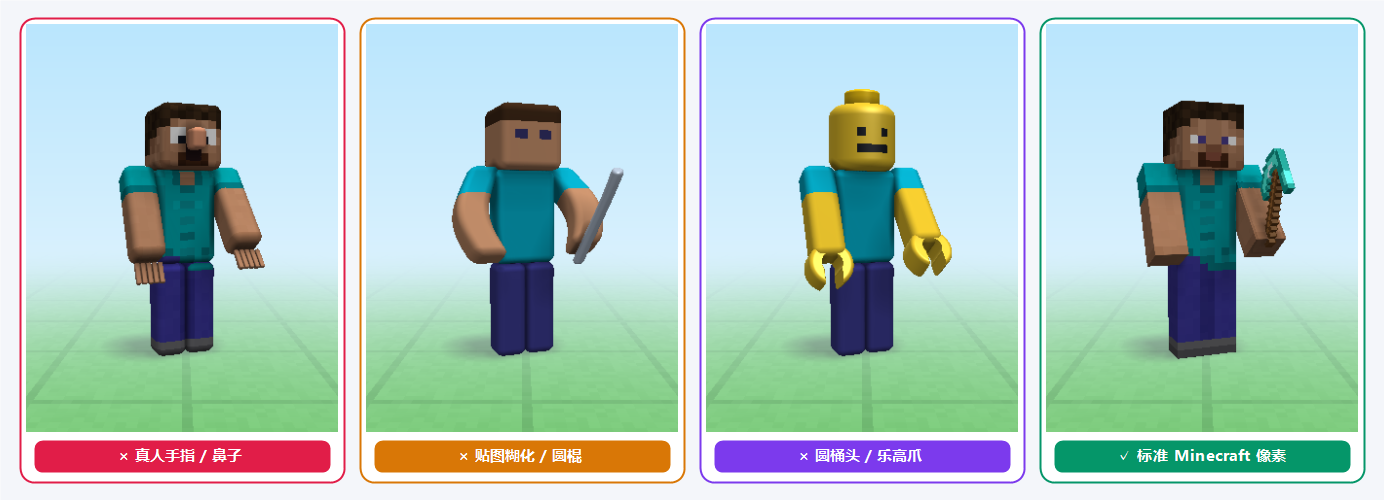 × 真人手指 / 鼻子
× 贴图糊化 / 圆棍
× 圆桶头 / 乐高爪
✓ 标准 Minecraft 像素